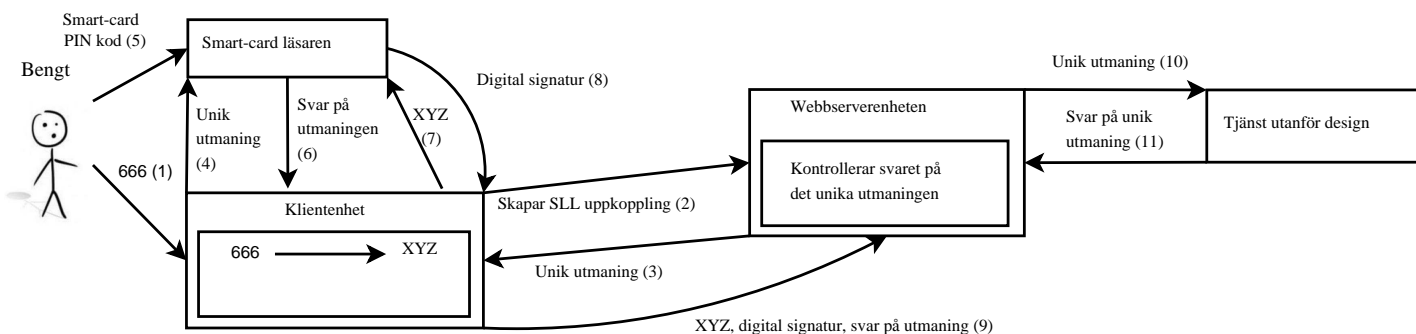 Smart-card
PIN kod (5)
Bengt
Smart-card läsaren
Digital signatur (8)
Unik
utmaning
(4)
Svar på
utmaningen
(6)
XYZ
(7)
666 (1)
Klientenhet
666
XYZ
Skapar SLL uppkoppling (2)
Unik utmaning (3)
XYZ, digital signatur, svar på utmaning (9)
Webbserverenheten
Kontrollerar svaret på
det unika utmaningen
Unik utmaning (10)
Svar på unik
utmaning (11)
Tjänst utanför design